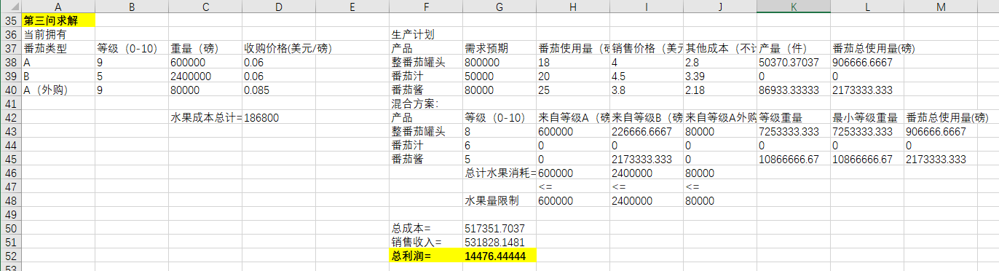 A B C D E F G H I J K L M
35 第三问求解
36 当前拥有 生产计划
37 番茄类型 等级（0-10） 重量（磅） 收购价格(美元/磅) 产品 需求预期 番茄使用量（磅 销售价格（美元 其他成本（不计 产量（件） 番茄总使用量(磅)
38 A 9 600000 0.06 整番茄罐头 800000 18 4 2.8 50370.37037 906666.6667
39 B 5 2400000 0.06 番茄汁 50000 20 4.5 3.39 0 0
40 A（外购） 9 80000 0.085 番茄酱 80000 25 3.8 2.18 86933.33333 2173333.333
41 混合方案:
42 水果成本总计= 186800 产品 等级（0-10） 来自等级A（磅 来自等级B（磅 来自等级A外购 等级重量 最小等级重量 番茄总使用量(磅)
43 整番茄罐头 8 600000 226666.6667 80000 7253333.333 7253333.333 906666.6667
44 番茄汁 6 0 0 0 0 0 0
45 番茄酱 5 0 2173333.333 0 10866666.67 10866666.67 2173333.333
46 总计水果消耗= 600000 2400000 80000
47 <= <= <=
48 水果量限制 600000 2400000 80000
49
50 总成本= 517351.7037
51 销售收入= 531828.1481
52 总利润= 14476.44444
53